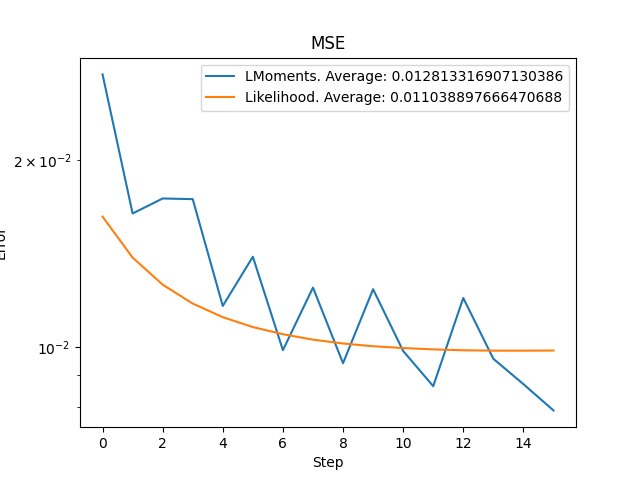 MSE
LMoments. Average: 0.012813316907130386
Likelihood. Average: 0.011038897666470688
2 × 10⁻²
10⁻²
Error
0 2 4 6 8 10 12 14
Step